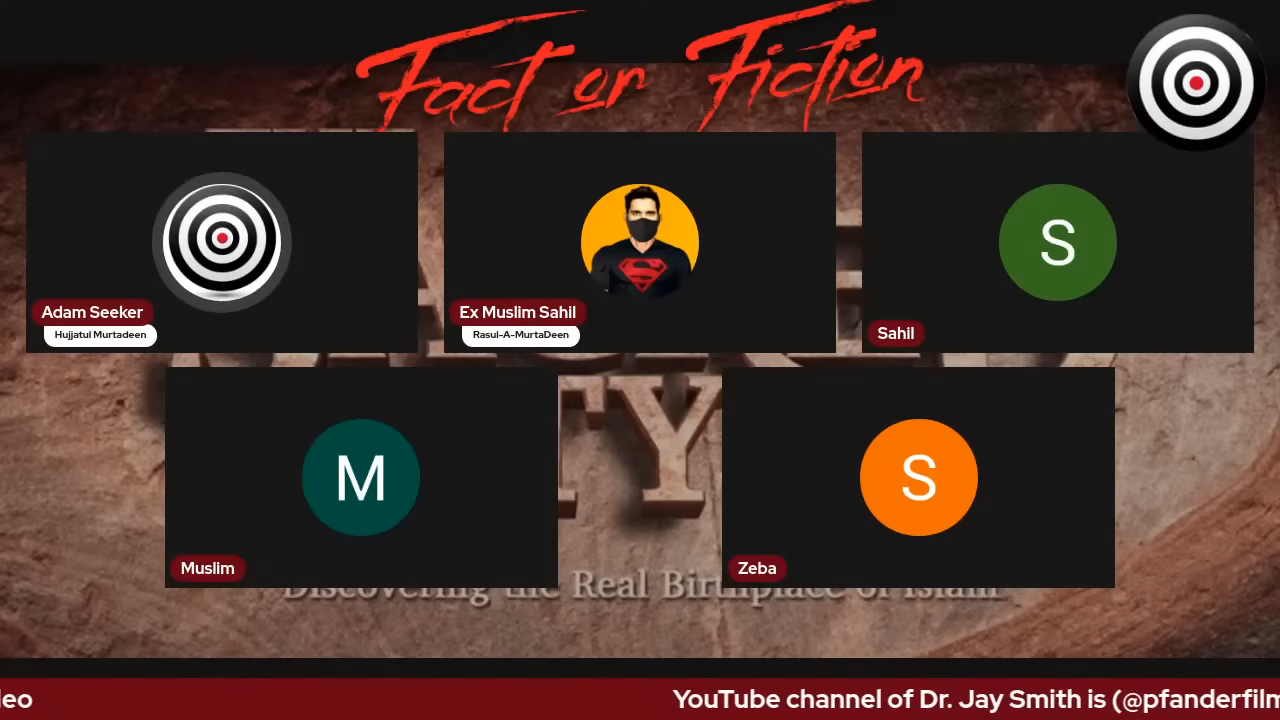 Fact or Fiction
Adam Seeker
Hujjatul Murtadeen
Ex Muslim Sahil
Rasul-A-MurtaDeen
S
Sahil
M
Muslim
S
Zeba
Discovering the Real Birthplace of Islam
YouTube channel of Dr. Jay Smith is (@pfanderfilm